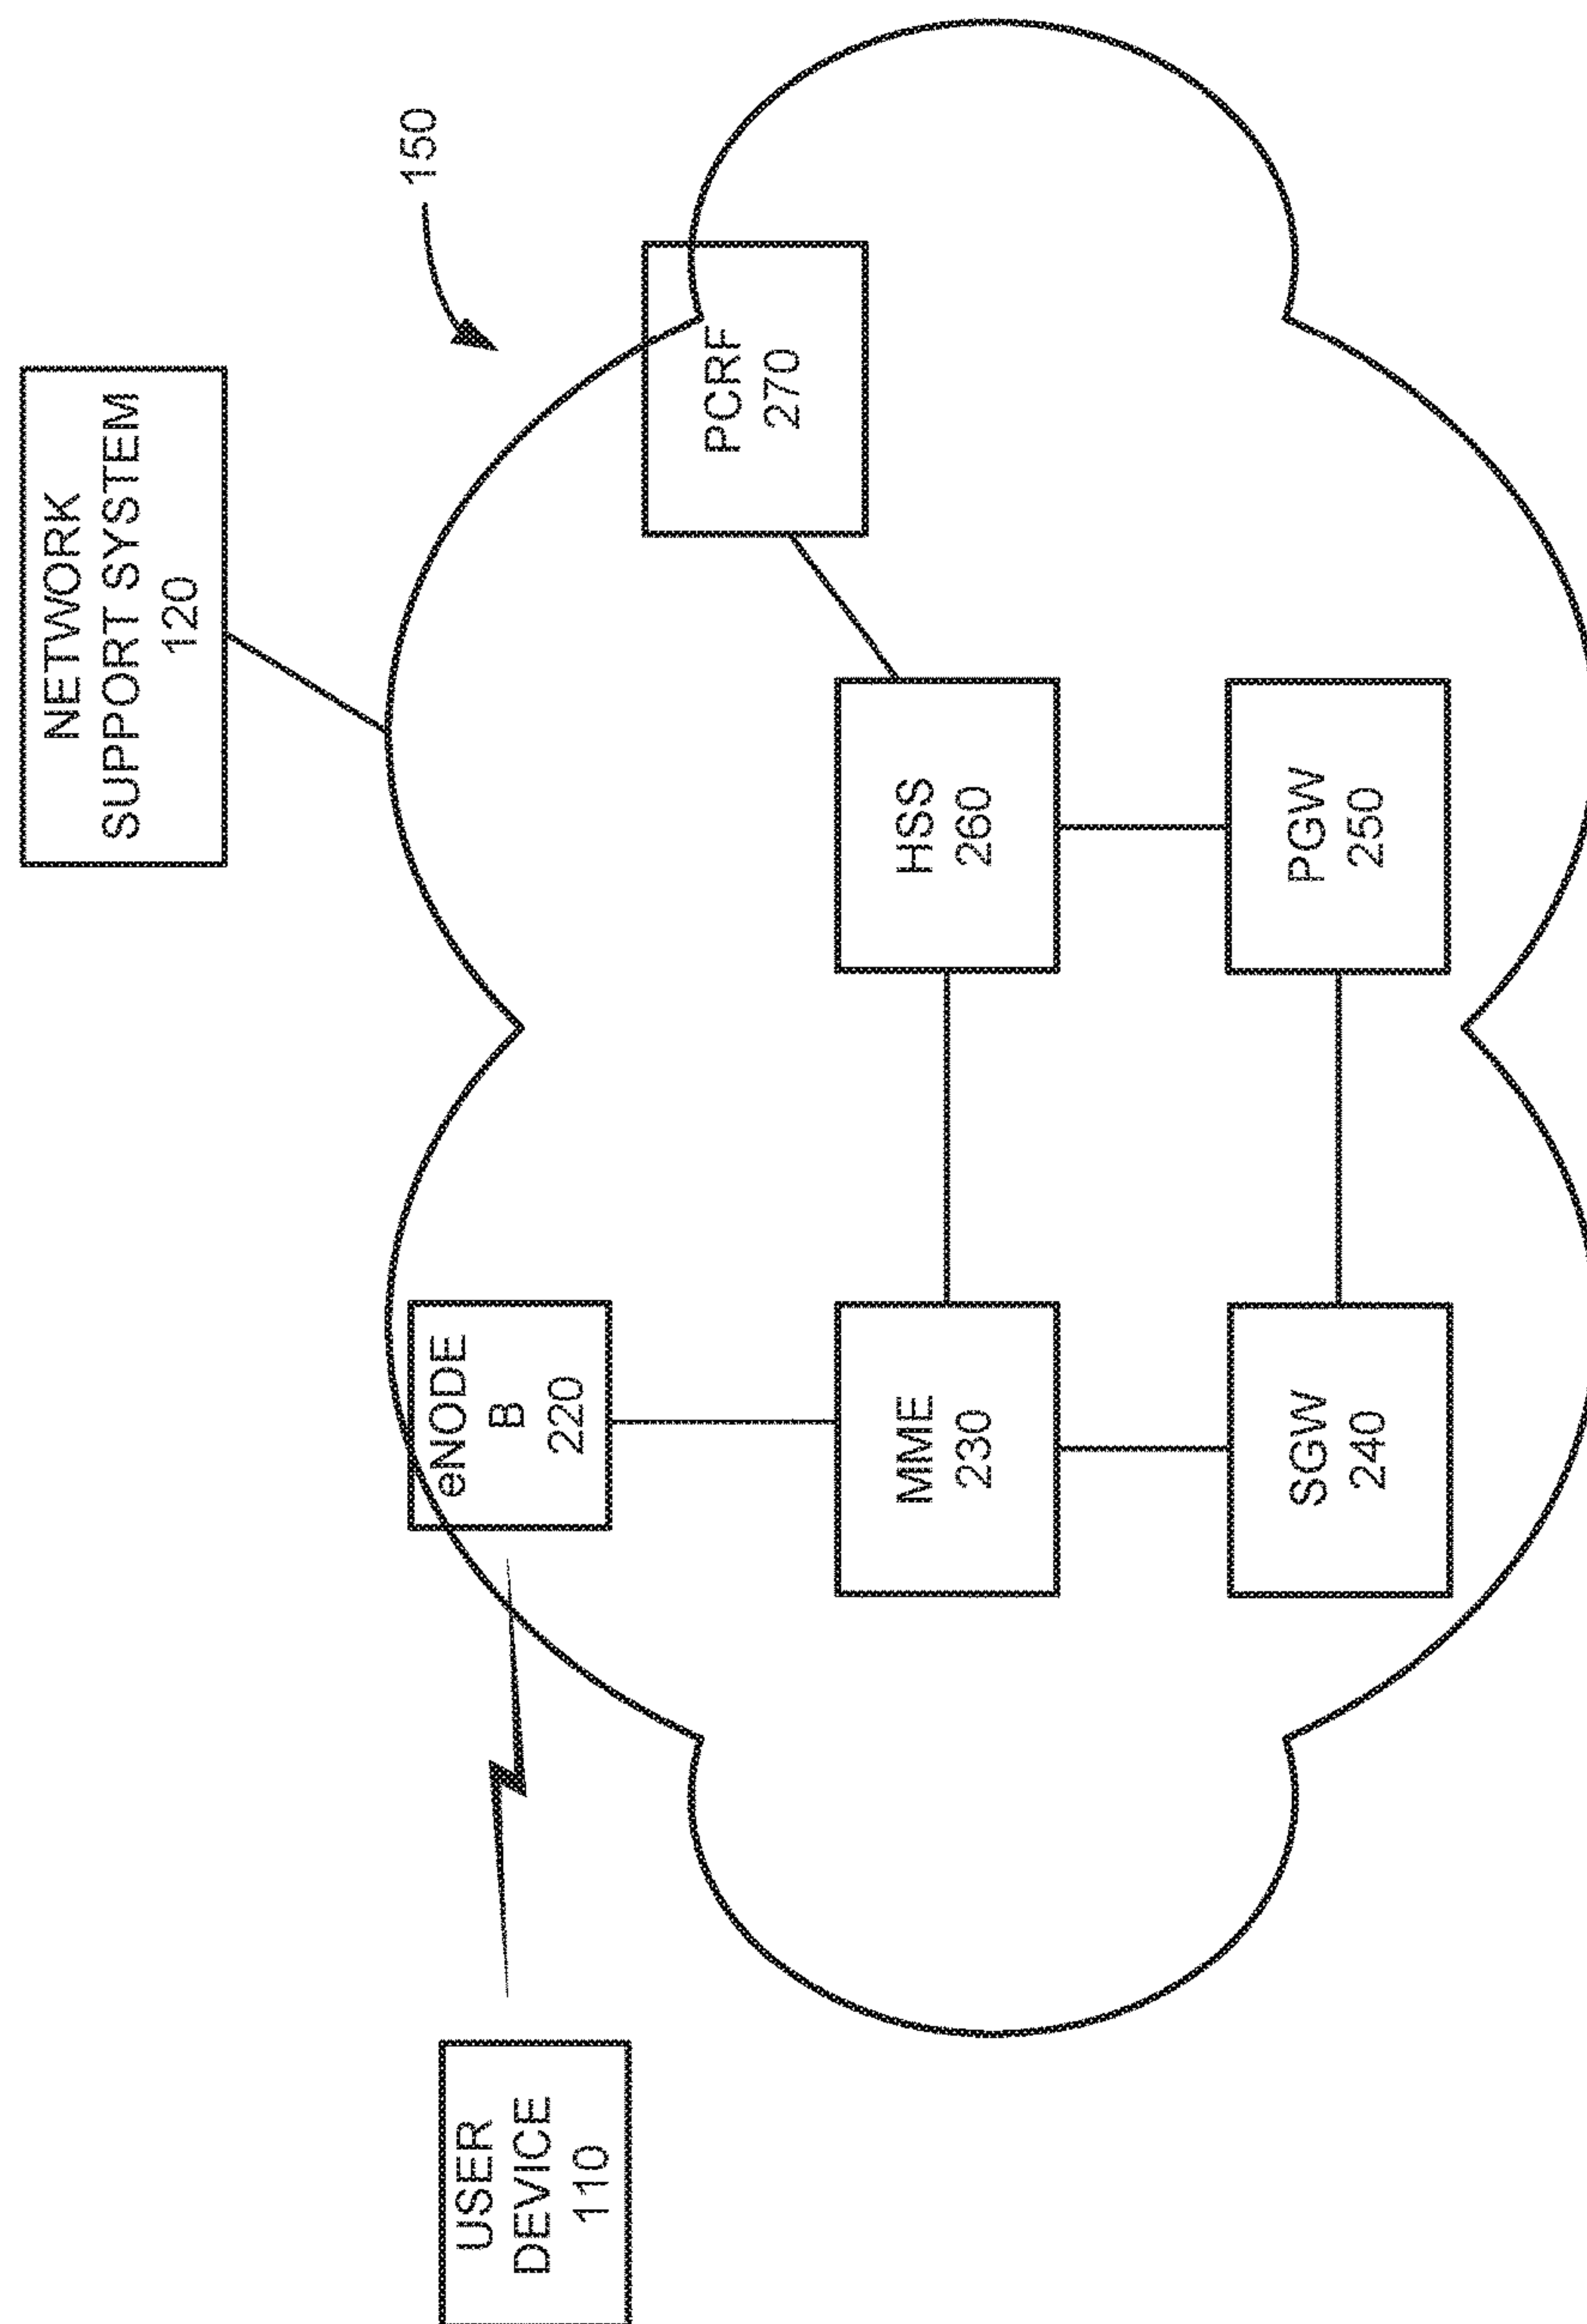 NETWORK
SUPPORT SYSTEM
120
150
USER
DEVICE
110
eNODE
B
220
PCRF
270
MME
230
HSS
260
SGW
240
PGW
250